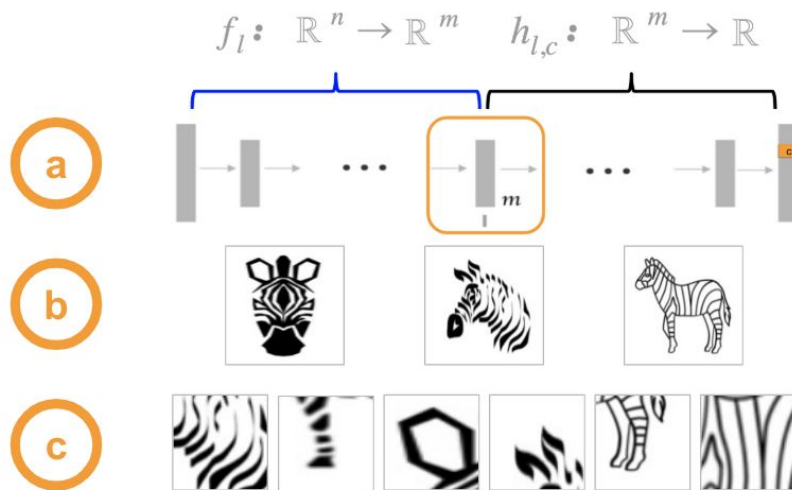 f_l : ℝ^n → ℝ^m h_{l,c} : ℝ^m → ℝ
a
c
m
l
b
c